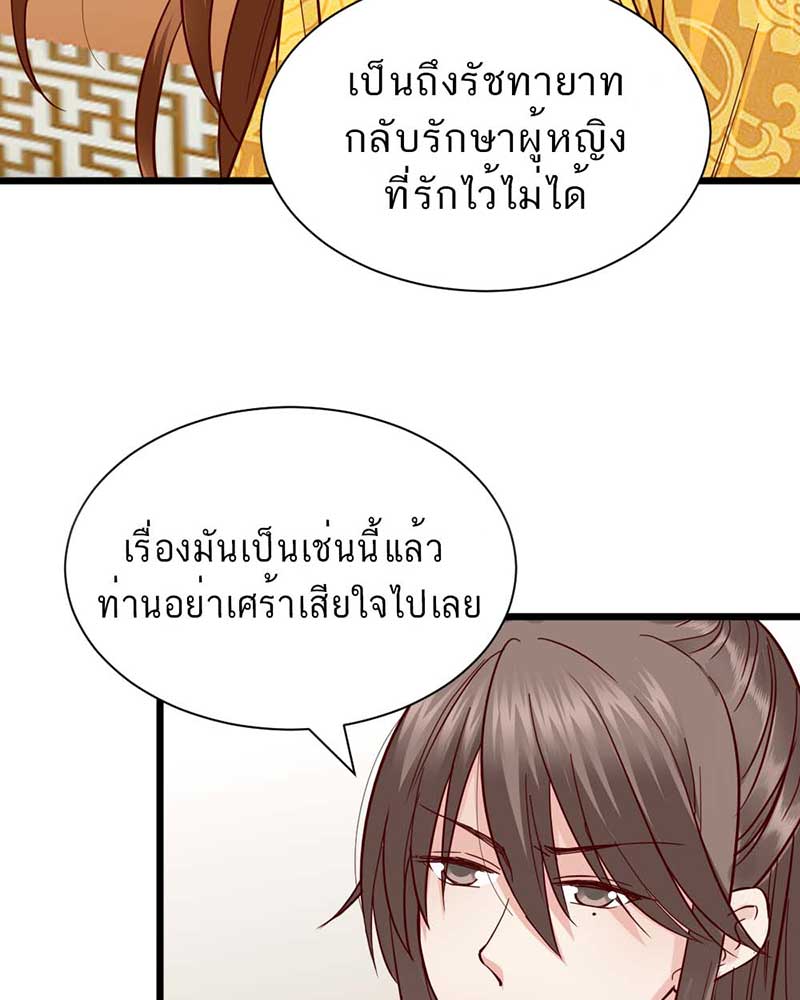 เป็นถึงรัชทายาท
กลับรักษาผู้หญิง
ที่รักไว้ไม่ได้
เรื่องมันเป็นเช่นนี้แล้ว
ท่านอย่าเศร้าเสียใจไปเลย